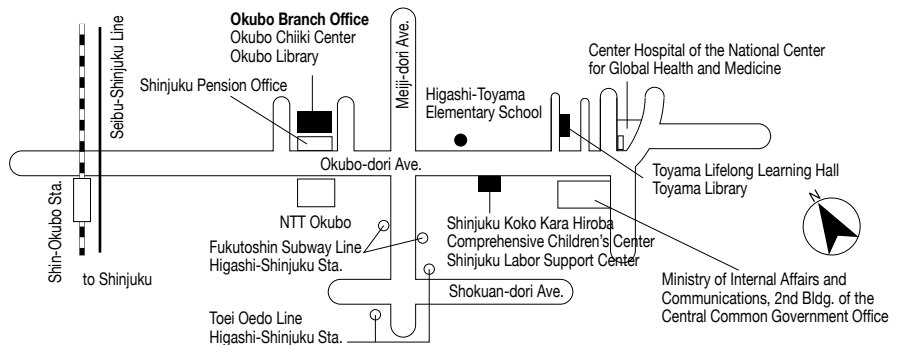 Okubo Branch Office
Okubo Chiiki Center
Okubo Library
Shinjuku Pension Office
Seibu-Shinjuku Line
Meiji-dori Ave.
Higashi-Toyama
Elementary School
Center Hospital of the National Center
for Global Health and Medicine
Okubo-dori Ave.
Toyama Lifelong Learning Hall
Toyama Library
Shin-Okubo Sta.
to Shinjuku
NTT Okubo
Fukutoshin Subway Line
Higashi-Shinjuku Sta.
Shinjuku Koko Kara Hiroba
Comprehensive Children's Center
Shinjuku Labor Support Center
N
Shokuan-dori Ave.
Ministry of Internal Affairs and
Communications, 2nd Bldg. of the
Central Common Government Office
Toei Oedo Line
Higashi-Shinjuku Sta.